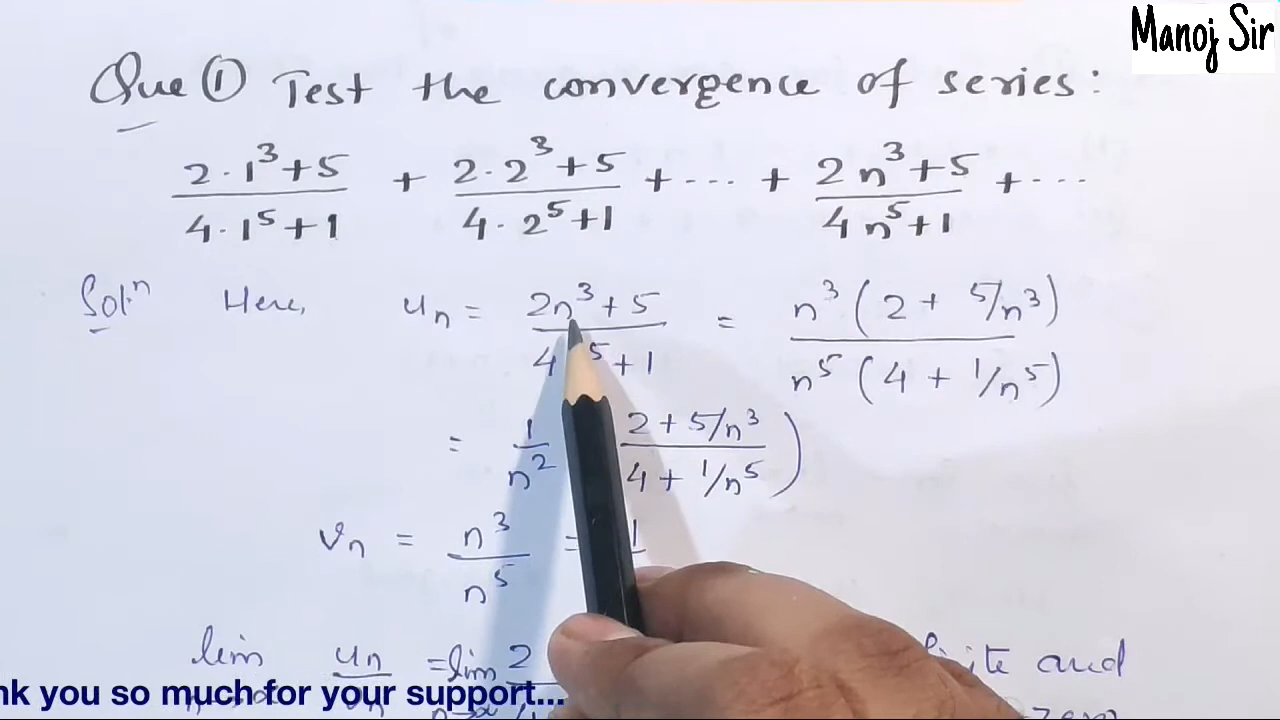 Manoj Sir
Que ① Test the convergence of series:
2·1³+5 / 4·1⁵+1 + 2·2³+5 / 4·2⁵+1 + ... + 2n³+5 / 4n⁵+1 + ...
Solⁿ Here, uₙ = 2n³+5 / 4 ⁵+1 = n³(2 + 5/n³) / n⁵(4 + 1/n⁵)
= 1/n² 2+5/n³ / 4+1/n⁵ )
vₙ = n³/n⁵ = 1
lim uₙ = lim 2 and
nk you so much for your support...